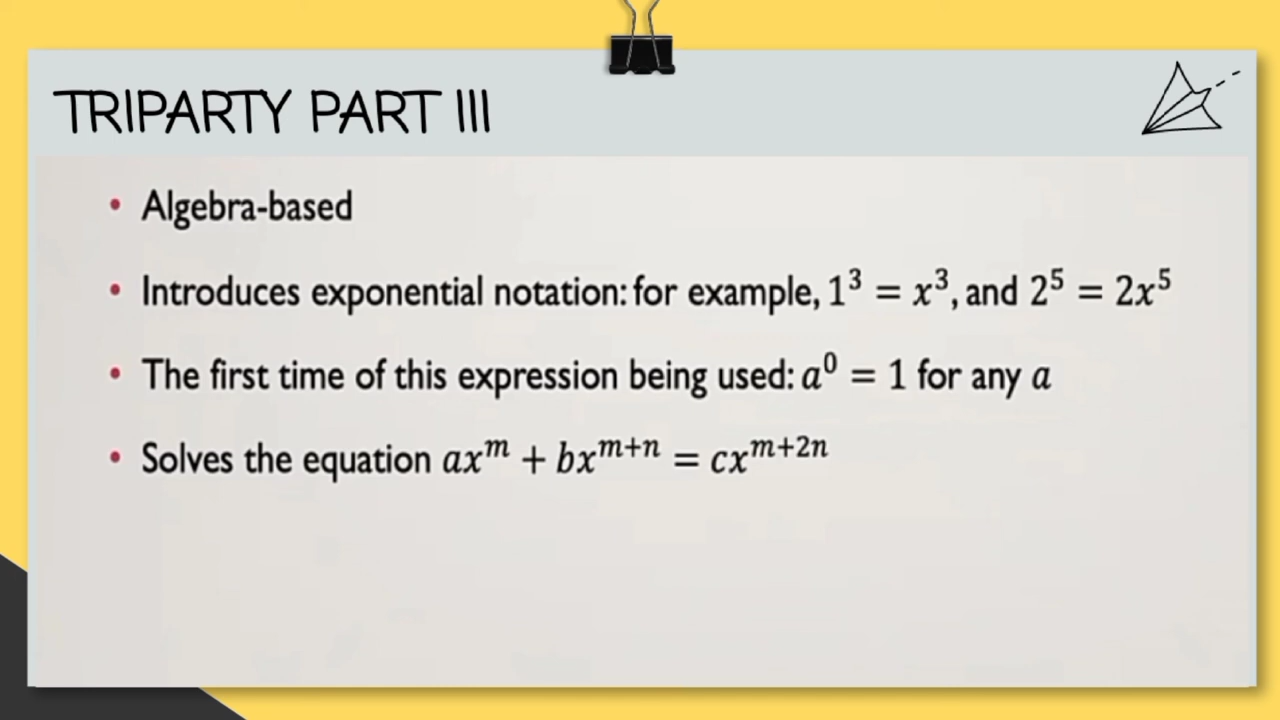 TRIPARTY PART III
• Algebra-based
• Introduces exponential notation: for example, 1³ = x³, and 2⁵ = 2x⁵
• The first time of this expression being used: a⁰ = 1 for any a
• Solves the equation axᵐ + bxᵐ⁺ⁿ = cxᵐ⁺²ⁿ